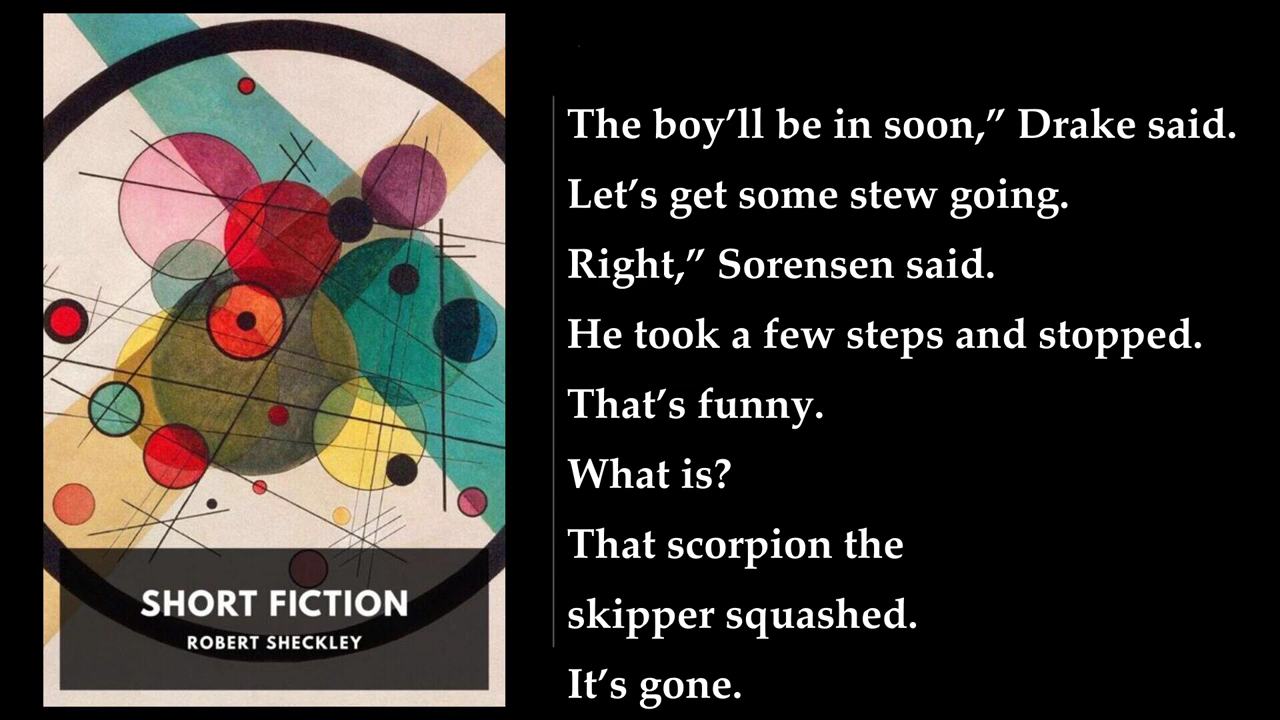 SHORT FICTION
ROBERT SHECKLEY
The boy’ll be in soon,” Drake said.
Let’s get some stew going.
Right,” Sorensen said.
He took a few steps and stopped.
That’s funny.
What is?
That scorpion the
skipper squashed.
It’s gone.